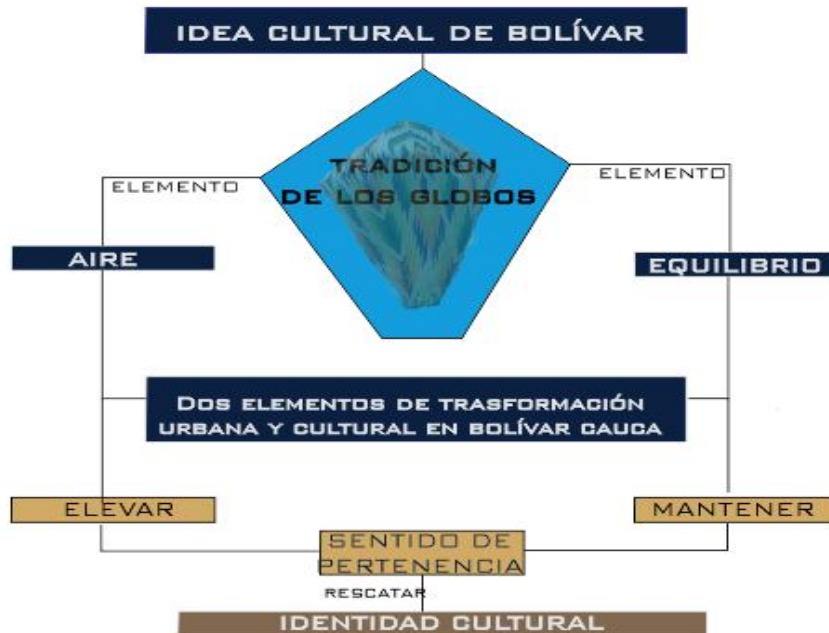 IDEA CULTURAL DE BOLÍVAR
TRADICIÓN
DE LOS GLOBOS
ELEMENTO
ELEMENTO
AIRE
EQUILIBRIO
DOS ELEMENTOS DE TRASFORMACIÓN
URBANA Y CULTURAL EN BOLÍVAR CAUCA
ELEVAR
MANTENER
SENTIDO DE
PERTENENCIA
RESCATAR
IDENTIDAD CULTURAL